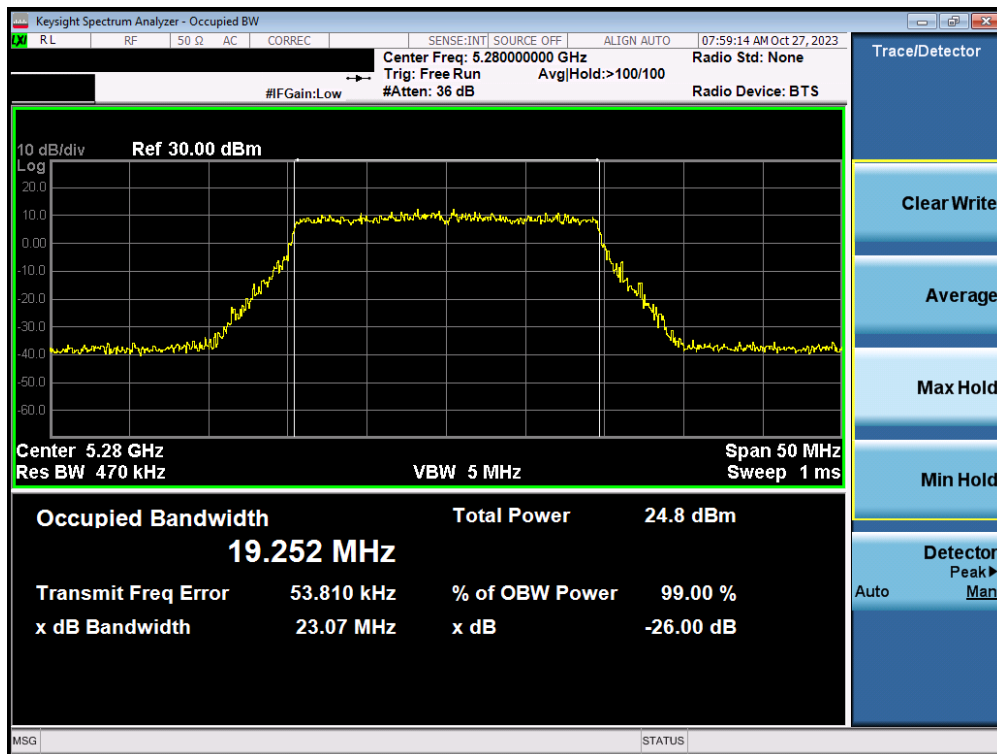 Keysight Spectrum Analyzer - Occupied BW
LXI RL RF 50 Ω AC CORREC SENSE:INT SOURCE OFF ALIGN AUTO 07:59:14 AM Oct 27, 2023
Center Freq: 5.280000000 GHz Radio Std: None
Trig: Free Run Avg|Hold:>100/100
#IFGain:Low #Atten: 36 dB Radio Device: BTS
Trace/Detector
10 dB/div Ref 30.00 dBm
Log
20.0
10.0
0.00
-10.0
-20.0
-30.0
-40.0
-50.0
-60.0
Center 5.28 GHz Span 50 MHz
Res BW 470 kHz VBW 5 MHz Sweep 1 ms
Occupied Bandwidth Total Power 24.8 dBm
19.252 MHz
Transmit Freq Error 53.810 kHz % of OBW Power 99.00 %
x dB Bandwidth 23.07 MHz x dB -26.00 dB
Clear Write
Average
Max Hold
Min Hold
Detector
Peak▶
Auto Man
MSG STATUS